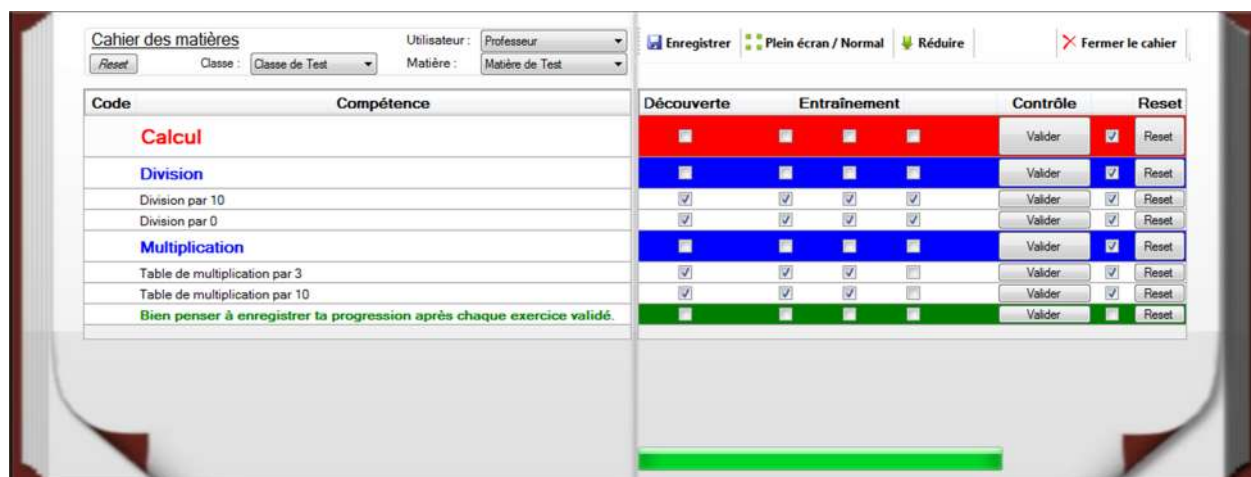 Cahier des matières Utilisateur : Professeur Enregistrer Plein écran / Normal Réduire Fermer le cahier
Reset Classe : Classe de Test Matière : Matière de Test
Code Compétence Découverte Entraînement Contrôle Reset
Calcul Valider Reset
Division Valider Reset
Division par 10 Valider Reset
Division par 0 Valider Reset
Multiplication Valider Reset
Table de multiplication par 3 Valider Reset
Table de multiplication par 10 Valider Reset
Bien penser à enregistrer ta progression après chaque exercice validé. Valider Reset